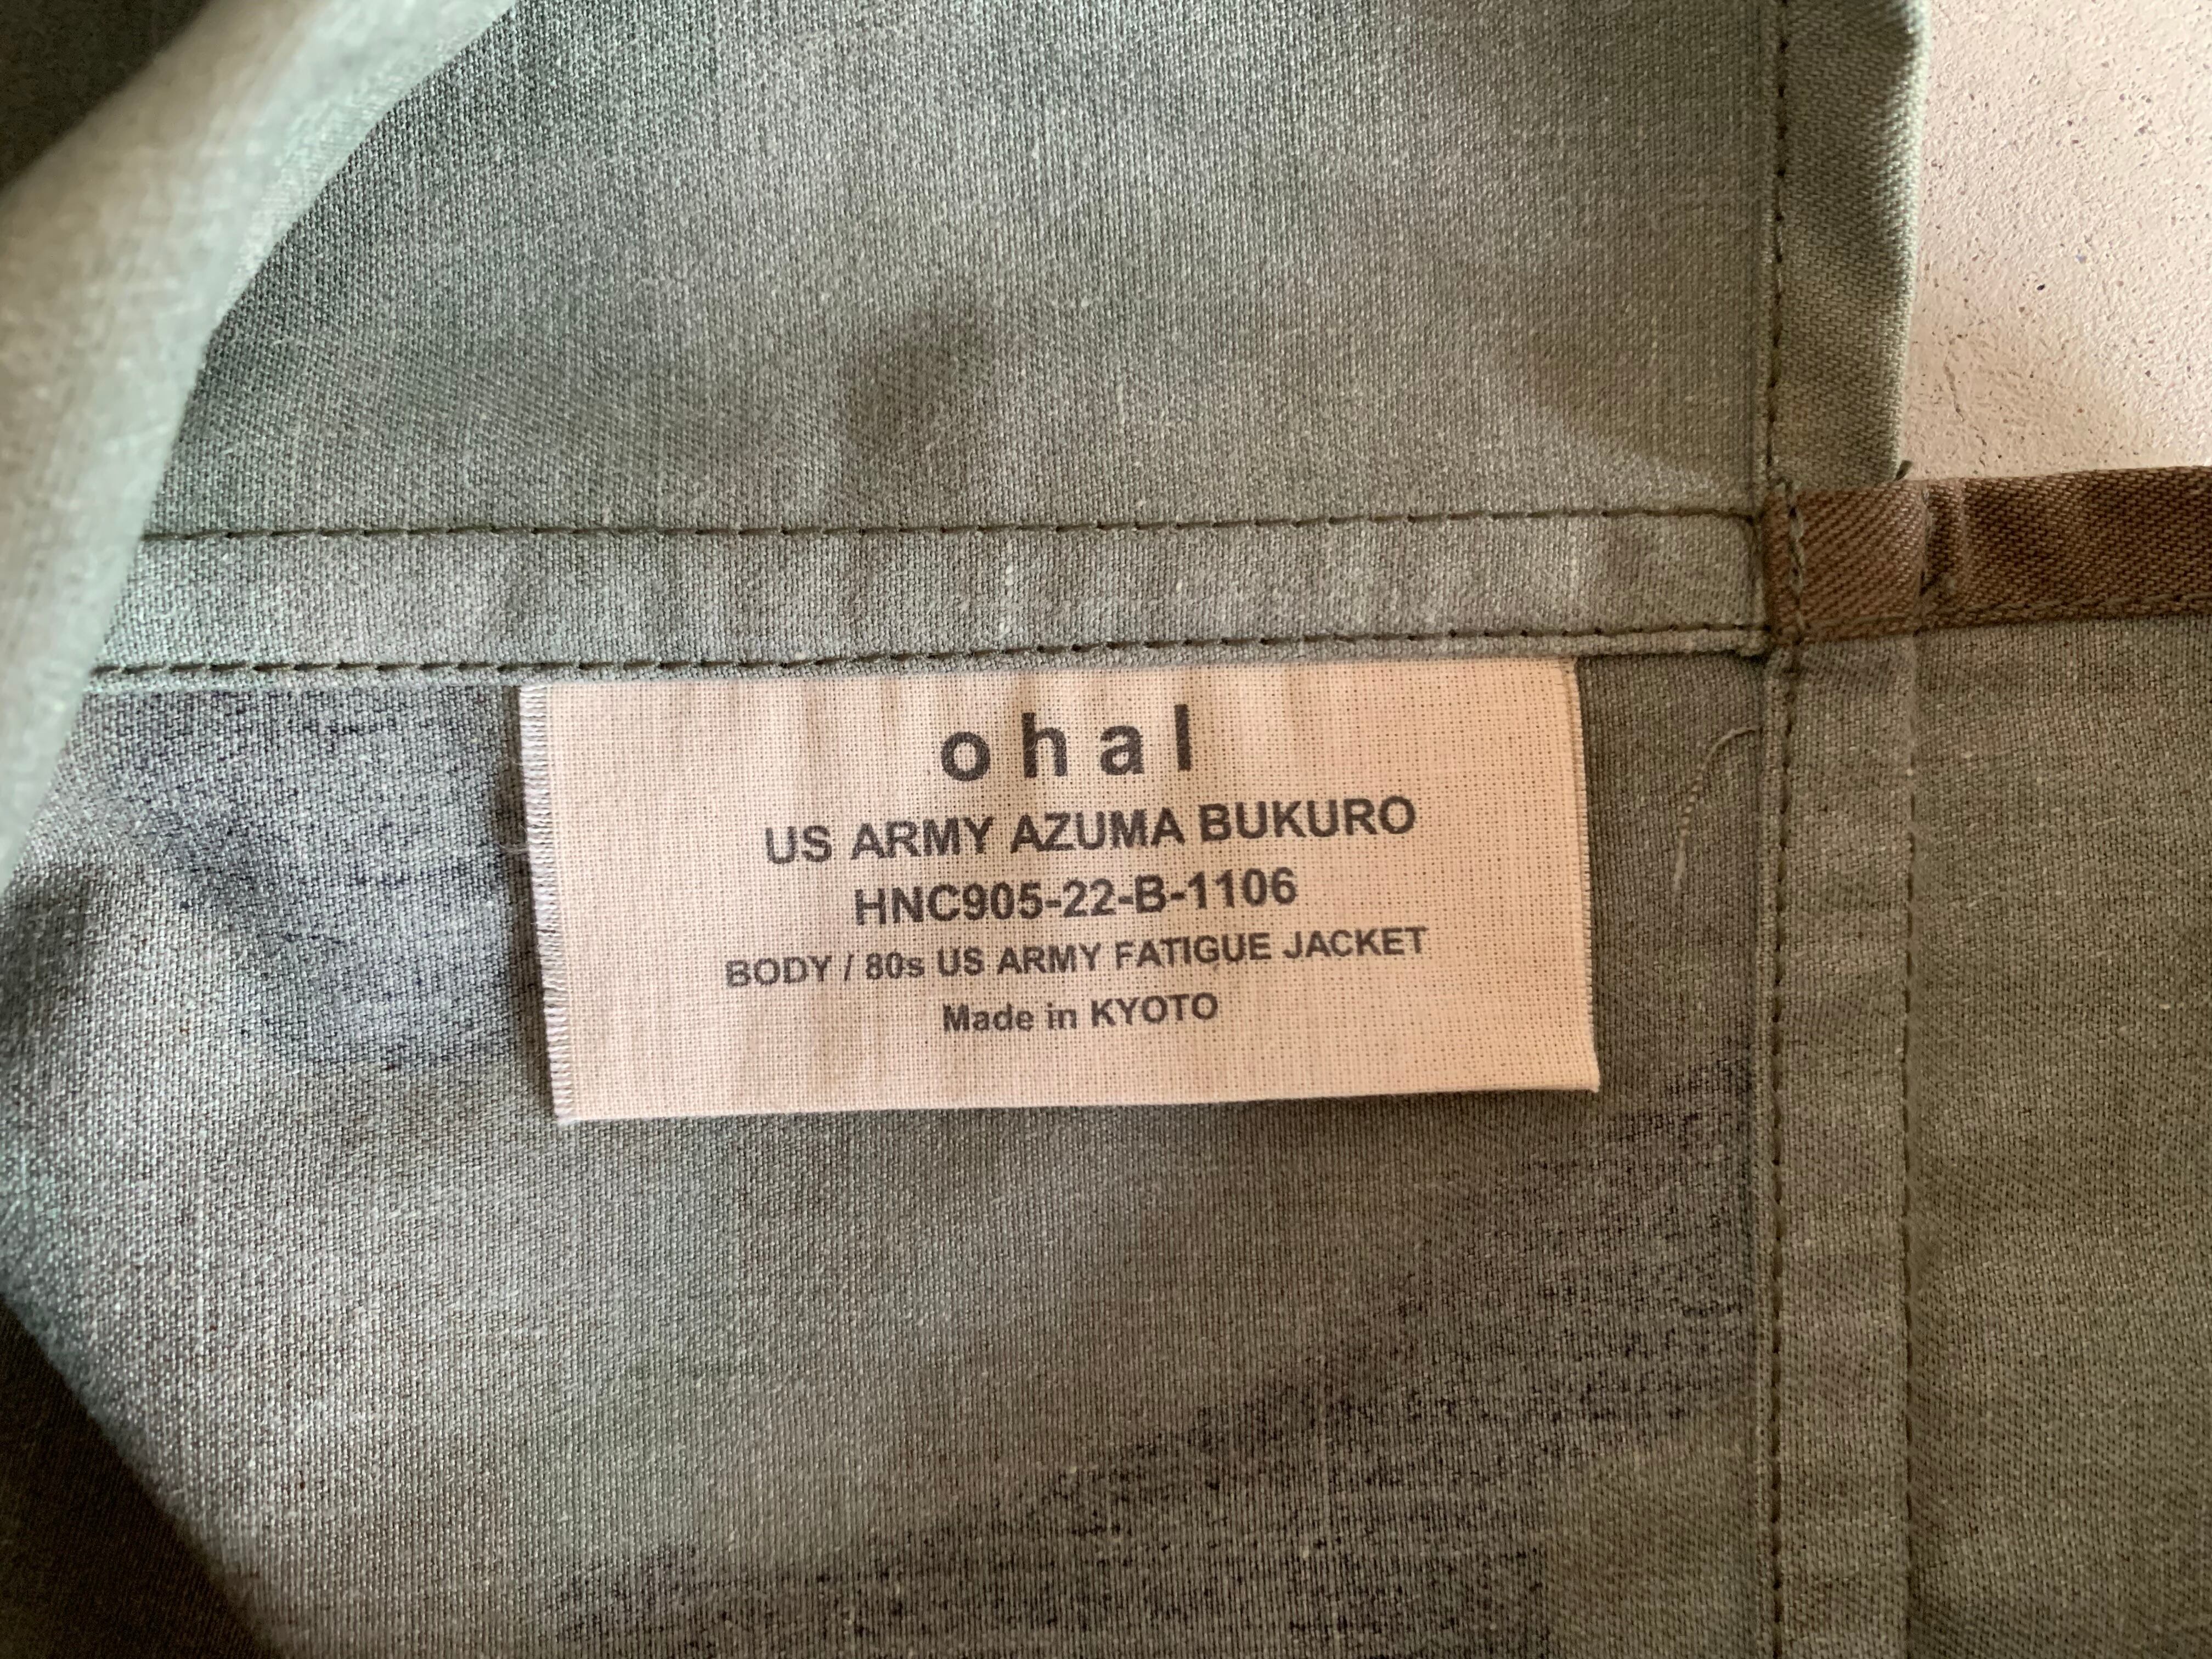 ohal
US ARMY AZUMA BUKURO
HNC905-22-B-1106
BODY / 80s US ARMY FATIGUE JACKET
Made in KYOTO